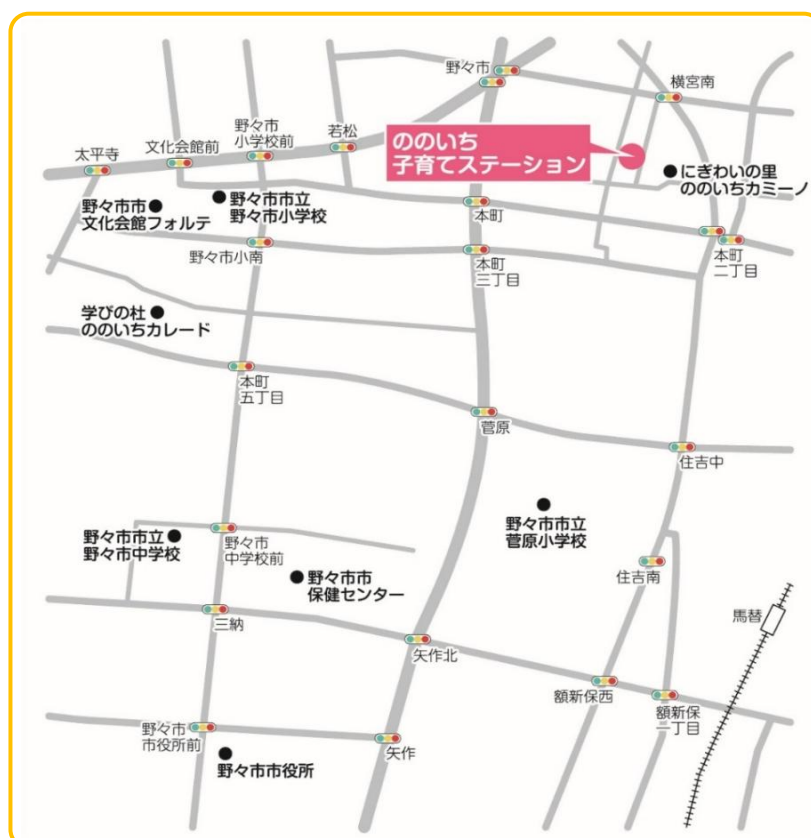 野々市
横宮南
ののいち
子育てステーション
若松
野々市
小学校前
文化会館前
太平寺
にぎわいの里
ののいちカミーノ
野々市市立
野々市小学校
野々市市
文化会館フォルテ
本町
野々市小南
本町
三丁目
本町
二丁目
学びの杜
ののいちカレード
本町
五丁目
菅原
住吉中
野々市市立
菅原小学校
野々市市立
野々市中学校
野々市
中学校前
野々市市
保健センター
住吉南
三納
馬替
矢作北
額新保西
額新保
一丁目
野々市
市役所前
矢作
野々市市役所